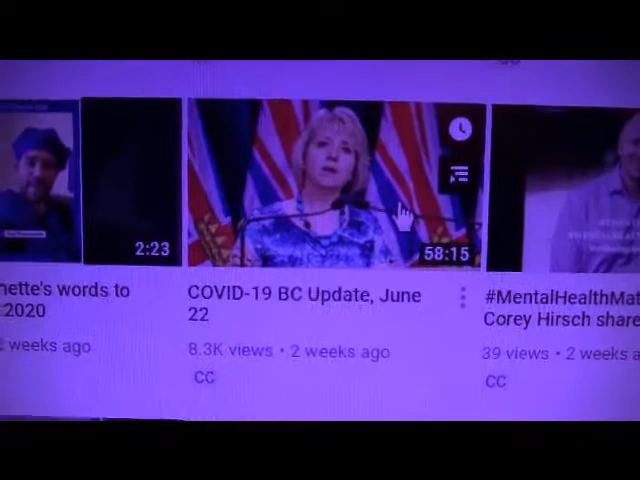 2:23
58:15
nette's words to
2020
2 weeks ago
COVID-19 BC Update, June
22
8.3K views • 2 weeks ago
CC
#MentalHealthMat
Corey Hirsch share
39 views • 2 weeks a
CC